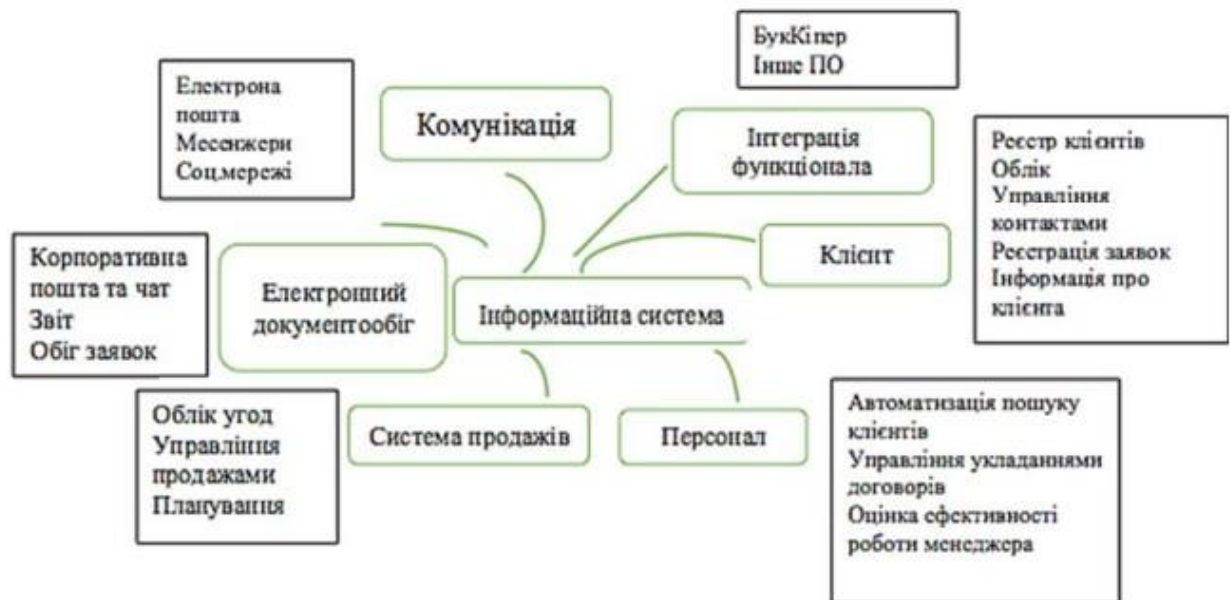 БукКіпер
Інше ПО
Електрона
пошта
Месенжери
Соц.мережі
Комунікація
Інтеграція
функціонала
Реєстр клієнтів
Облік
Управління
контактами
Реєстрація заявок
Інформація про
клієнта
Клієнт
Корпоративна
пошта та чат
Звіт
Обіг заявок
Електронний
документообіг
Інформаційна система
Облік угод
Управління
продажами
Планування
Система продажів
Персонал
Автоматизація пошуку
клієнтів
Управління укладаннями
договорів
Оцінка ефективності
роботи менеджера